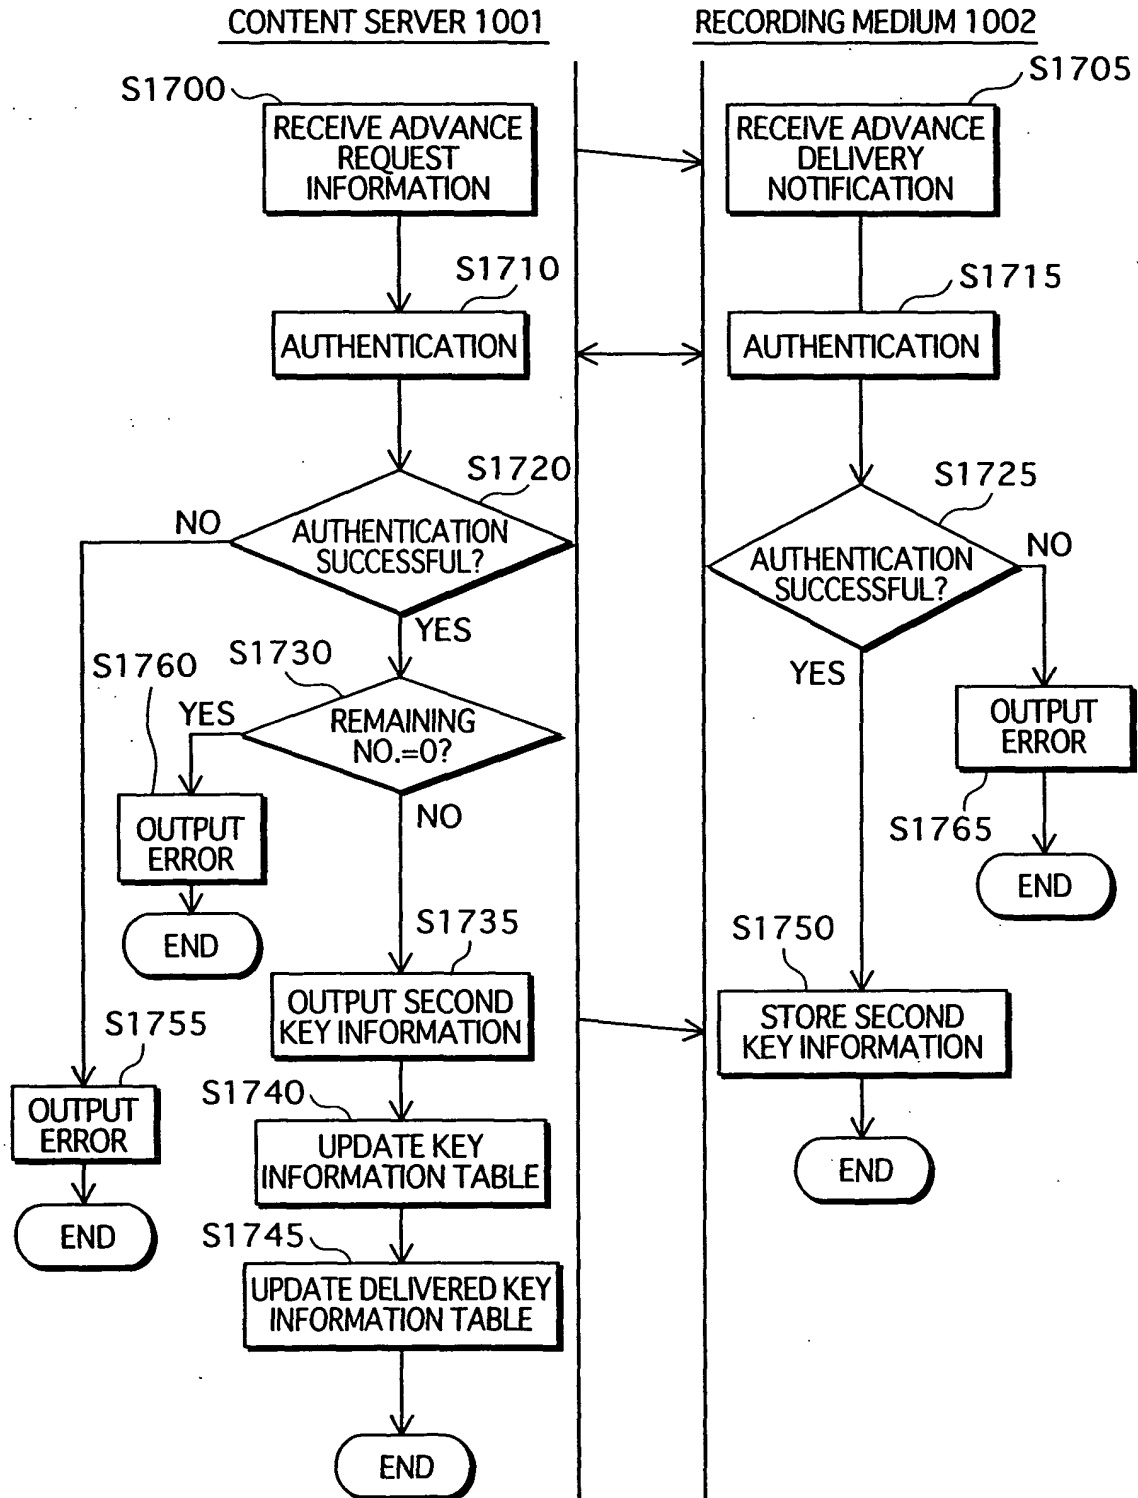 CONTENT SERVER 1001
RECORDING MEDIUM 1002
S1700
RECEIVE ADVANCE
REQUEST
INFORMATION
S1705
RECEIVE ADVANCE
DELIVERY
NOTIFICATION
S1710
AUTHENTICATION
S1715
AUTHENTICATION
S1720
AUTHENTICATION
SUCCESSFUL?
NO
YES
S1725
AUTHENTICATION
SUCCESSFUL?
NO
YES
S1730
REMAINING
NO.=0?
YES
NO
S1760
OUTPUT
ERROR
END
OUTPUT
ERROR
S1765
END
S1735
OUTPUT SECOND
KEY INFORMATION
S1750
STORE SECOND
KEY INFORMATION
END
S1755
OUTPUT
ERROR
END
S1740
UPDATE KEY
INFORMATION TABLE
S1745
UPDATE DELIVERED KEY
INFORMATION TABLE
END